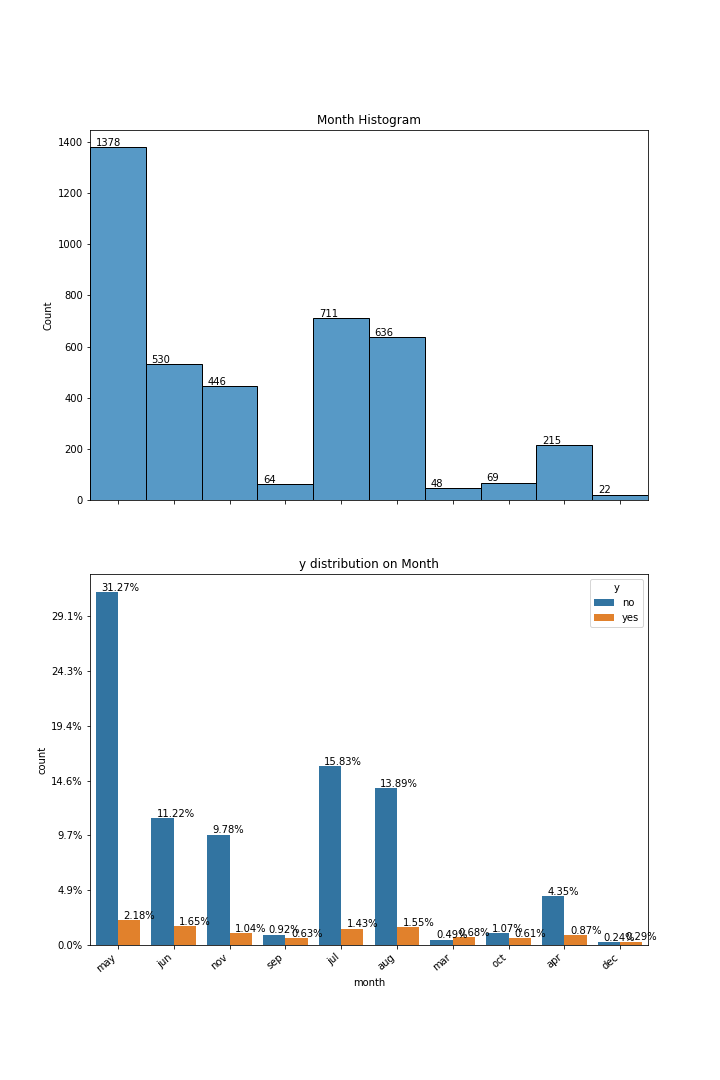 Month Histogram
Count
1400
1200
1000
800
600
400
200
0
1378
530
446
64
711
636
48
69
215
22
y distribution on Month
count
29.1%
24.3%
19.4%
14.6%
9.7%
4.9%
0.0%
y
no
yes
31.27%
2.18%
11.22%
1.65%
9.78%
1.04%
0.92%
0.63%
15.83%
1.43%
13.89%
1.55%
0.49%
0.68%
1.07%
0.61%
4.35%
0.87%
0.24%
0.29%
may
jun
nov
sep
jul
aug
mar
oct
apr
dec
month